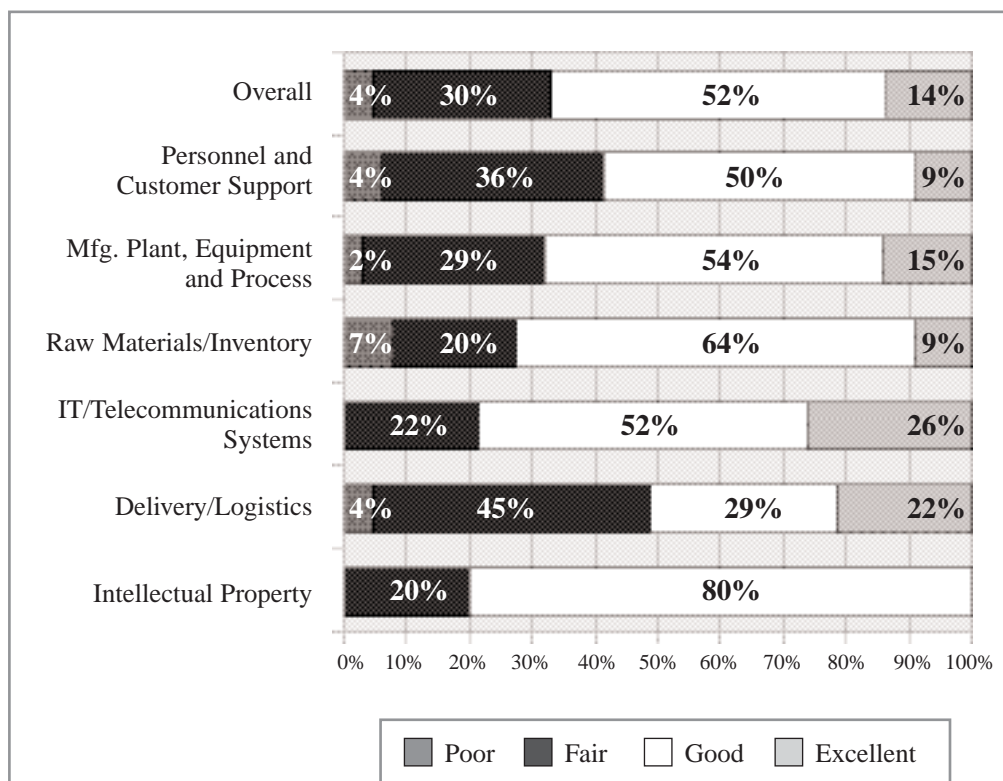 Overall
4% 30% 52% 14%
Personnel and
Customer Support
4% 36% 50% 9%
Mfg. Plant, Equipment
and Process
2% 29% 54% 15%
Raw Materials/Inventory
7% 20% 64% 9%
IT/Telecommunications
Systems
22% 52% 26%
Delivery/Logistics
4% 45% 29% 22%
Intellectual Property
20% 80%
0% 10% 20% 30% 40% 50% 60% 70% 80% 90% 100%
Poor Fair Good Excellent